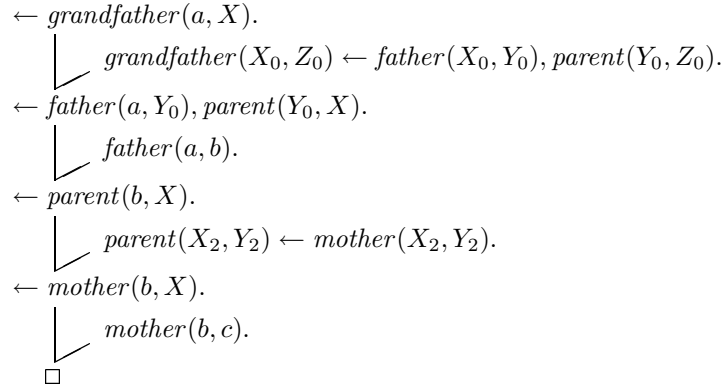 ← grandfather(a, X).
grandfather(X₀, Z₀) ← father(X₀, Y₀), parent(Y₀, Z₀).
← father(a, Y₀), parent(Y₀, X).
father(a, b).
← parent(b, X).
parent(X₂, Y₂) ← mother(X₂, Y₂).
← mother(b, X).
mother(b, c).
□